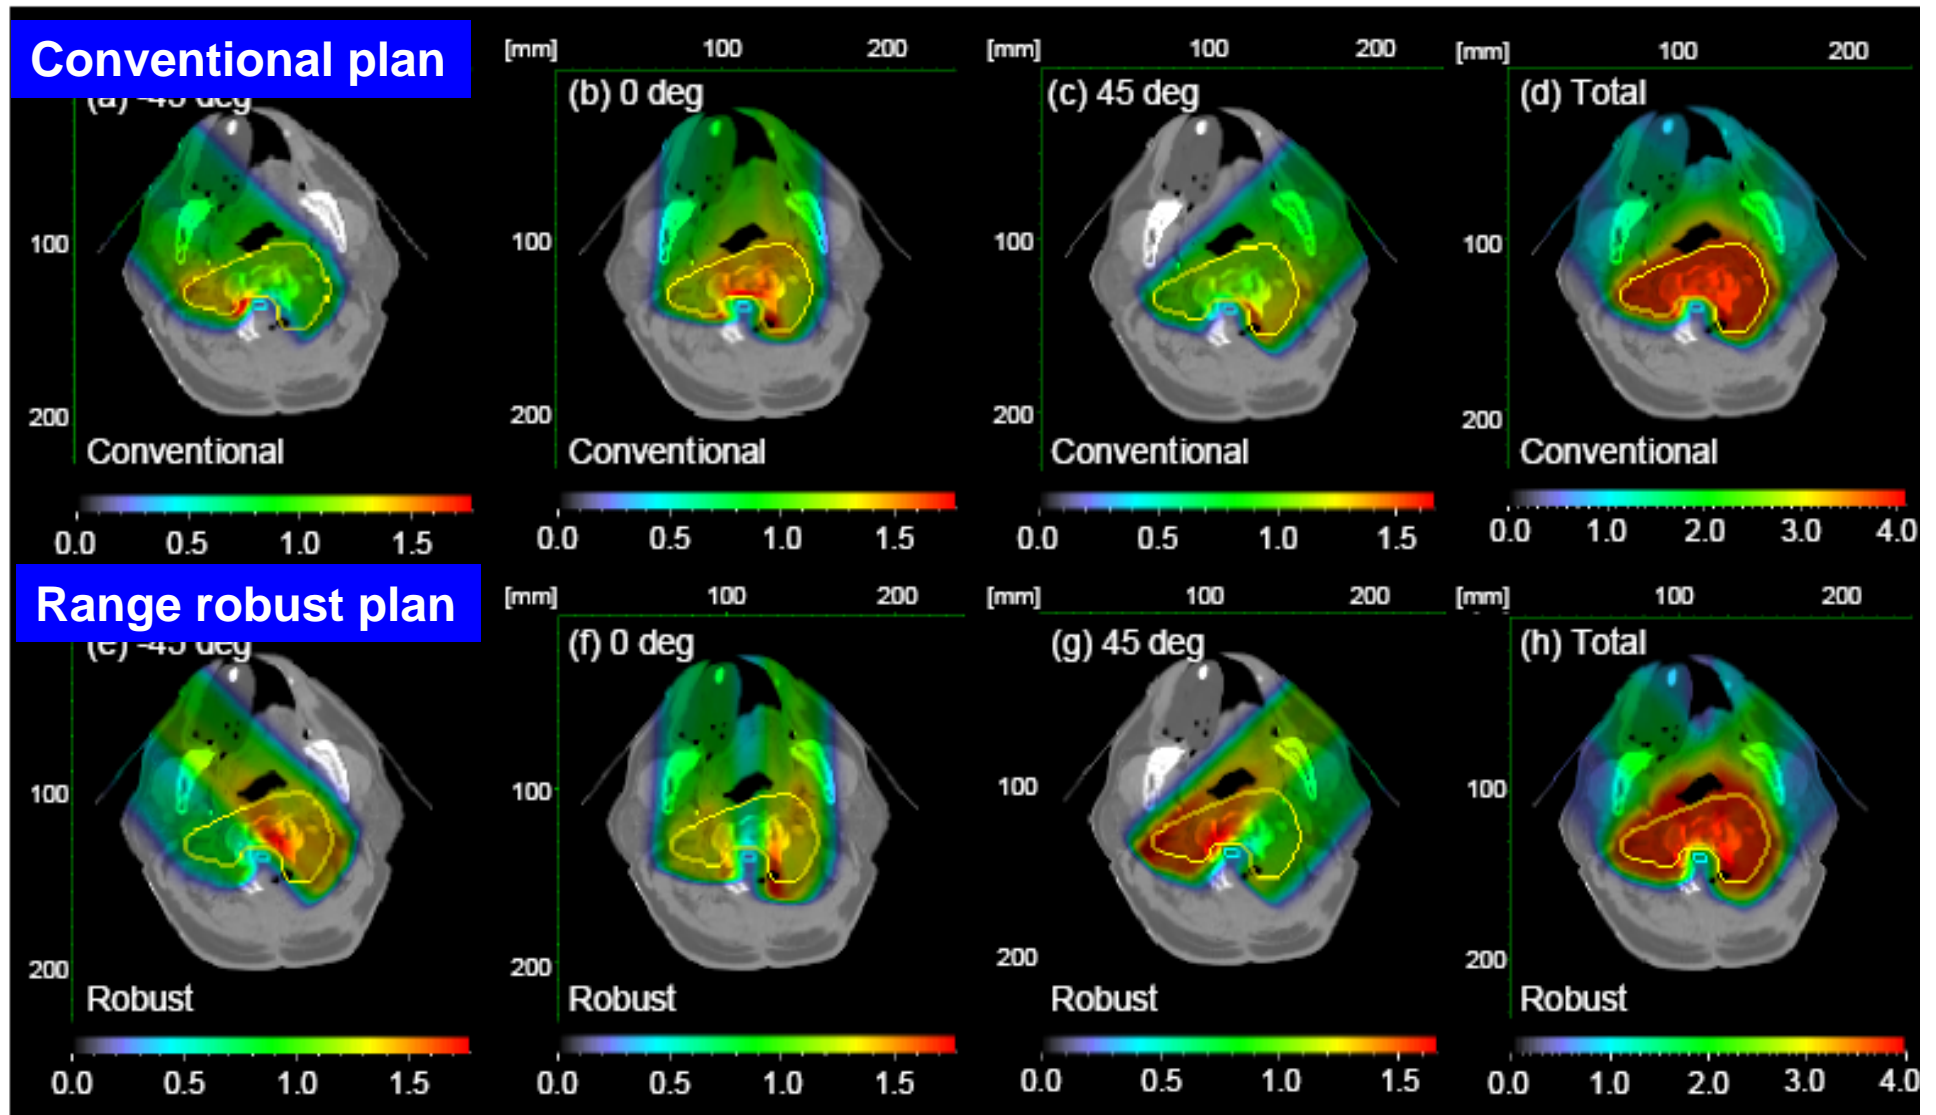 Conventional plan
[mm] 100 200
[mm] 100 200
[mm] 100 200
(a) -45 deg
(b) 0 deg
(c) 45 deg
(d) Total
100
100
100
100
200
200
200
200
Conventional
Conventional
Conventional
Conventional
0.0 0.5 1.0 1.5
0.0 0.5 1.0 1.5
0.0 0.5 1.0 1.5
0.0 1.0 2.0 3.0 4.0
Range robust plan
[mm] 100 200
[mm] 100 200
[mm] 100 200
(e) -45 deg
(f) 0 deg
(g) 45 deg
(h) Total
100
100
100
100
200
200
200
200
Robust
Robust
Robust
Robust
0.0 0.5 1.0 1.5
0.0 0.5 1.0 1.5
0.0 0.5 1.0 1.5
0.0 1.0 2.0 3.0 4.0